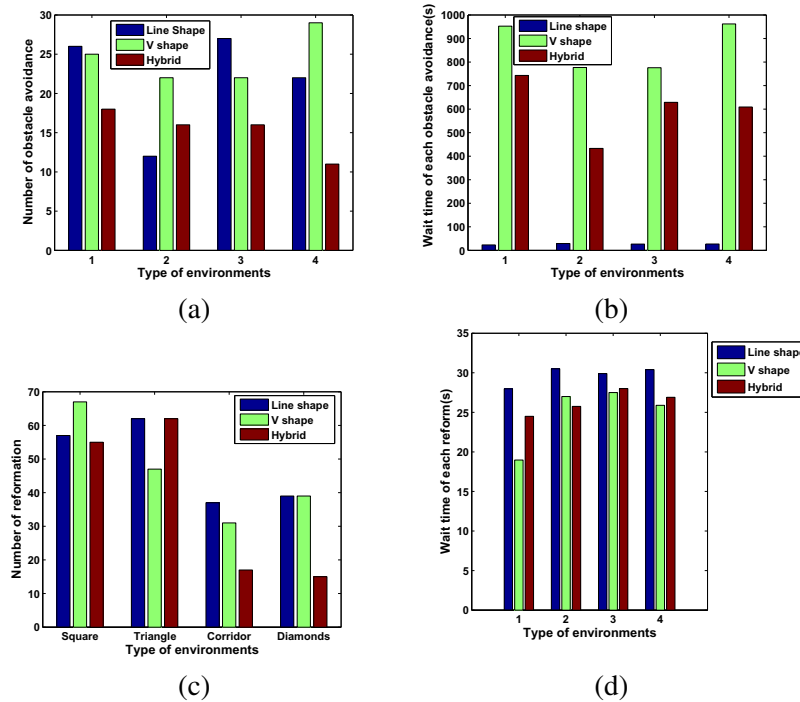 Number of obstacle avoidance
30
25
20
15
10
5
0
Line Shape
V shape
Hybrid
1 2 3 4
Type of environments
(a)
Wait time of each obstacle avoidance(s)
1000
900
800
700
600
500
400
300
200
100
0
Line shape
V shape
Hybrid
1 2 3 4
Type of environments
(b)
Number of reformation
70
60
50
40
30
20
10
0
Line shape
V shape
Hybrid
Square Triangle Corridor Diamonds
Type of environments
(c)
Wait time of each reform(s)
35
30
25
20
15
10
5
0
Line shape
V shape
Hybrid
1 2 3 4
Type of environments
(d)